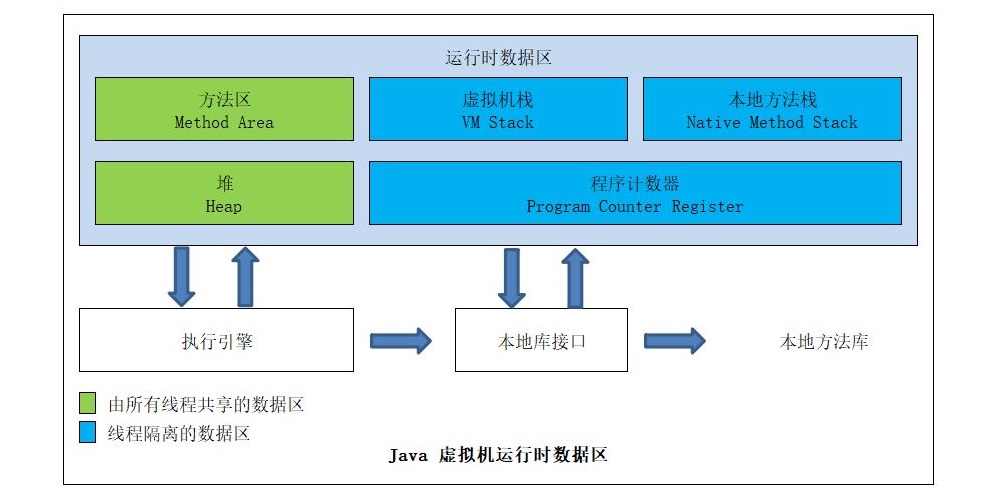 运行时数据区
方法区
Method Area
虚拟机栈
VM Stack
本地方法栈
Native Method Stack
堆
Heap
程序计数器
Program Counter Register
执行引擎
本地库接口
本地方法库
由所有线程共享的数据区
线程隔离的数据区
Java 虚拟机运行时数据区